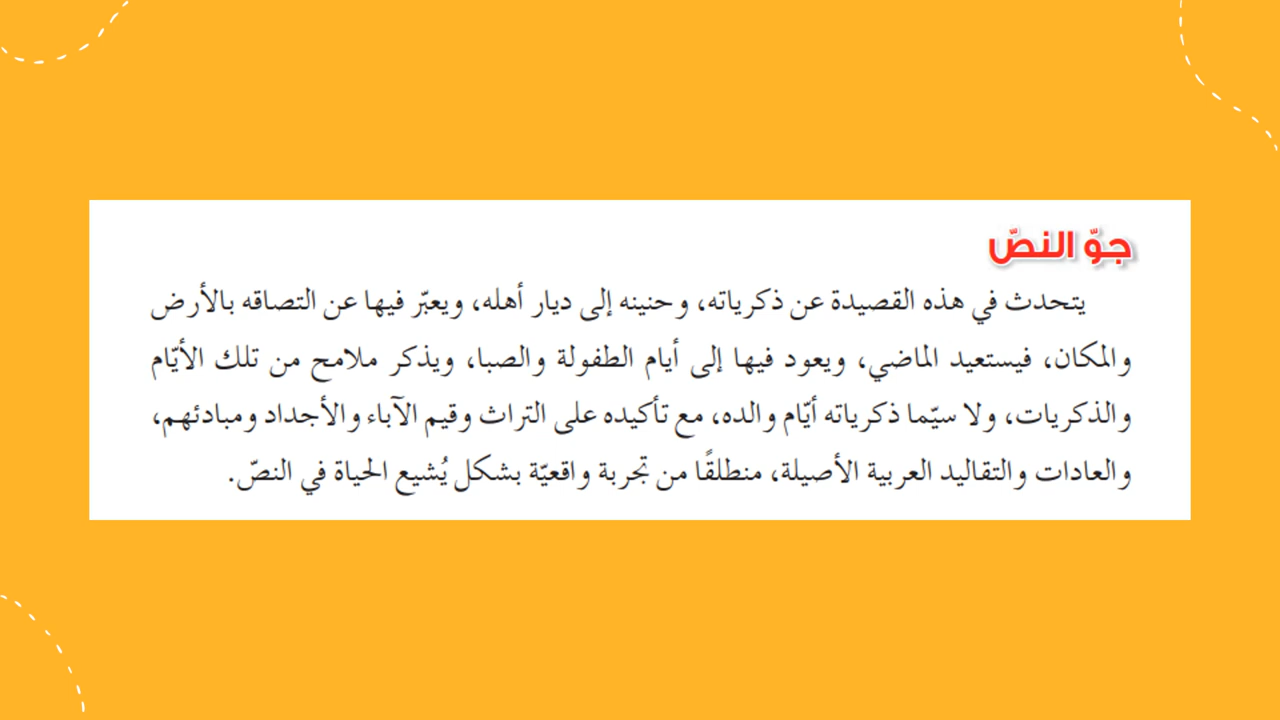 جوّ النصّ
يتحدث في هذه القصيدة عن ذكرياته، وحنينه إلى ديار أهله، ويعبّر فيها عن التصاقه بالأرض
والمكان، فيستعيد الماضي، ويعود فيها إلى أيام الطفولة والصبا، ويذكر ملامح من تلك الأيّام
والذكريات، ولا سيّما ذكرياته أيّام والده، مع تأكيده على التراث وقيم الآباء والأجداد ومبادئهم،
والعادات والتقاليد العربية الأصيلة، منطلقًا من تجربة واقعيّة بشكل يُشيع الحياة في النصّ.